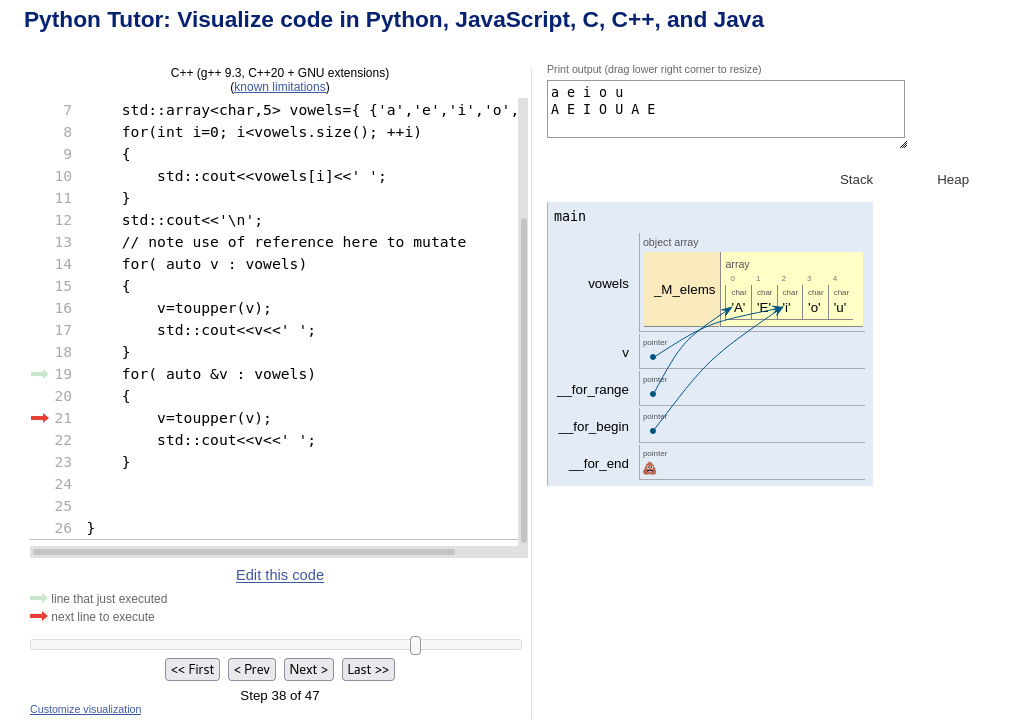 Python Tutor: Visualize code in Python, JavaScript, C, C++, and Java
C++ (g++ 9.3, C++20 + GNU extensions)
(known limitations)
7 std::array<char,5> vowels={ {'a','e','i','o',
8 for(int i=0; i<vowels.size(); ++i)
9 {
10 std::cout<<vowels[i]<<' ';
11 }
12 std::cout<<'\n';
13 // note use of reference here to mutate
14 for( auto v : vowels)
15 {
16 v=toupper(v);
17 std::cout<<v<<' ';
18 }
19 for( auto &v : vowels)
20 {
21 v=toupper(v);
22 std::cout<<v<<' ';
23 }
24
25
26 }
Edit this code
line that just executed
next line to execute
<< First < Prev Next > Last >>
Step 38 of 47
Customize visualization
Print output (drag lower right corner to resize)
a e i o u
A E I O U A E
Stack Heap
main
object array
array
0 1 2 3 4
char char char char char
vowels _M_elems 'A' 'E' 'i' 'o' 'u'
pointer
v
pointer
__for_range
pointer
__for_begin
pointer
__for_end